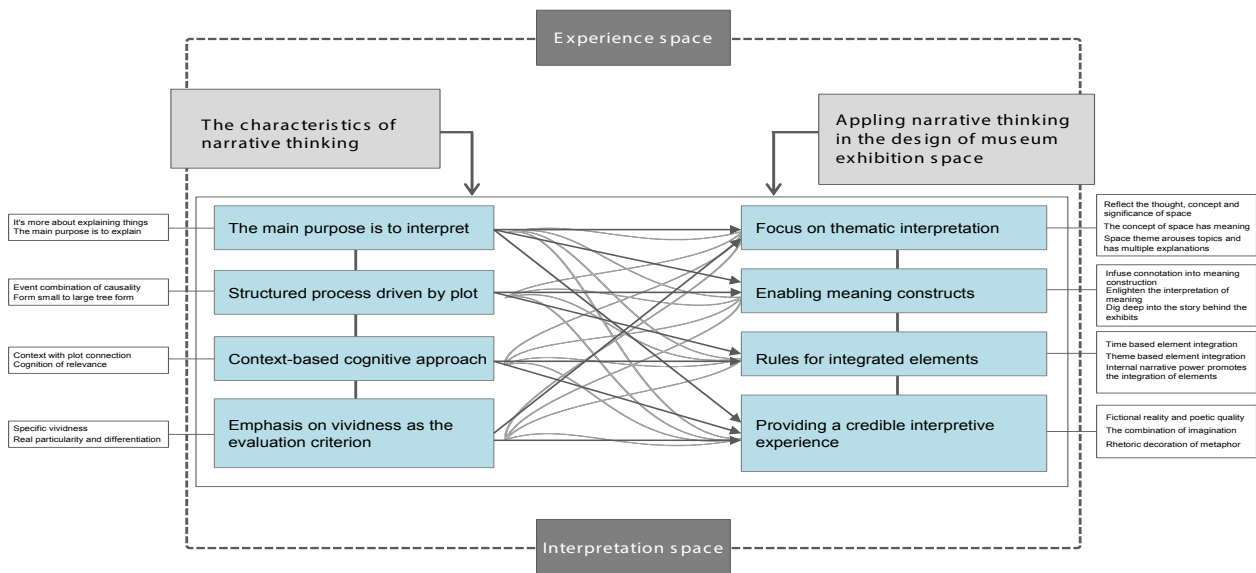 Experience space
The characteristics of
narrative thinking
Appling narrative thinking
in the design of museum
exhibition space
It's more about explaining things
The main purpose is to explain
The main purpose is to interpret
Focus on thematic interpretation
Reflect the thought, concept and
significance of space
The concept of space has meaning
Space theme arouses topics and
has multiple explanations
Event combination of causality
Form small to large tree form
Structured process driven by plot
Enabling meaning constructs
Infuse connotation into meaning
construction
Enlighten the interpretation of
meaning
Dig deep into the story behind the
exhibits
Context with plot connection
Cognition of relevance
Context-based cognitive approach
Rules for integrated elements
Time based element integration
Theme based element integration
Internal narrative power promotes
the integration of elements
Specific vividness
Real particularity and differentiation
Emphasis on vividness as the
evaluation criterion
Providing a credible interpretive
experience
Fictional reality and poetic quality
The combination of imagination
Rhetoric decoration of metaphor
Interpretation space